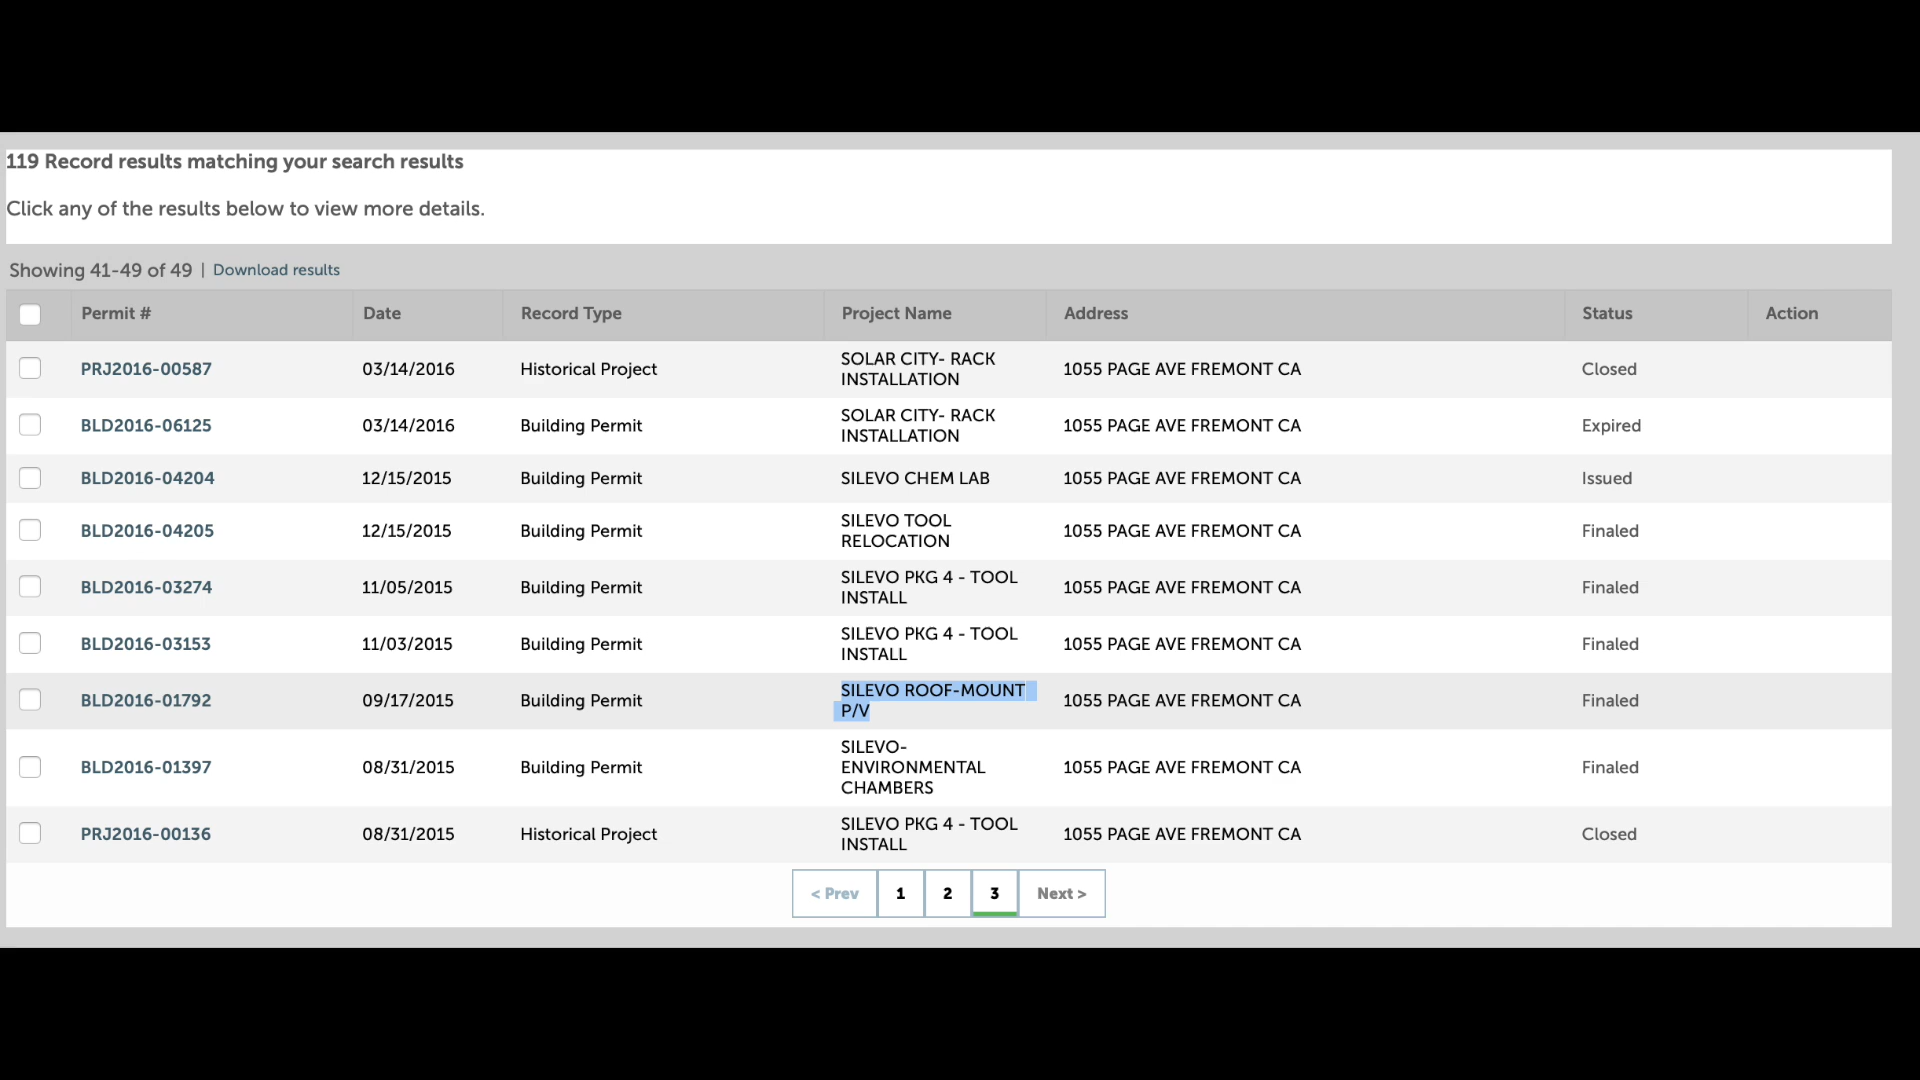 119 Record results matching your search results
Click any of the results below to view more details.
Showing 41-49 of 49 | Download results
Permit # Date Record Type Project Name Address Status Action
PRJ2016-00587 03/14/2016 Historical Project SOLAR CITY- RACK INSTALLATION 1055 PAGE AVE FREMONT CA Closed
BLD2016-06125 03/14/2016 Building Permit SOLAR CITY- RACK INSTALLATION 1055 PAGE AVE FREMONT CA Expired
BLD2016-04204 12/15/2015 Building Permit SILEVO CHEM LAB 1055 PAGE AVE FREMONT CA Issued
BLD2016-04205 12/15/2015 Building Permit SILEVO TOOL RELOCATION 1055 PAGE AVE FREMONT CA Finaled
BLD2016-03274 11/05/2015 Building Permit SILEVO PKG 4 - TOOL INSTALL 1055 PAGE AVE FREMONT CA Finaled
BLD2016-03153 11/03/2015 Building Permit SILEVO PKG 4 - TOOL INSTALL 1055 PAGE AVE FREMONT CA Finaled
BLD2016-01792 09/17/2015 Building Permit SILEVO ROOF-MOUNT P/V 1055 PAGE AVE FREMONT CA Finaled
BLD2016-01397 08/31/2015 Building Permit SILEVO- ENVIRONMENTAL CHAMBERS 1055 PAGE AVE FREMONT CA Finaled
PRJ2016-00136 08/31/2015 Historical Project SILEVO PKG 4 - TOOL INSTALL 1055 PAGE AVE FREMONT CA Closed
< Prev 1 2 3 Next >